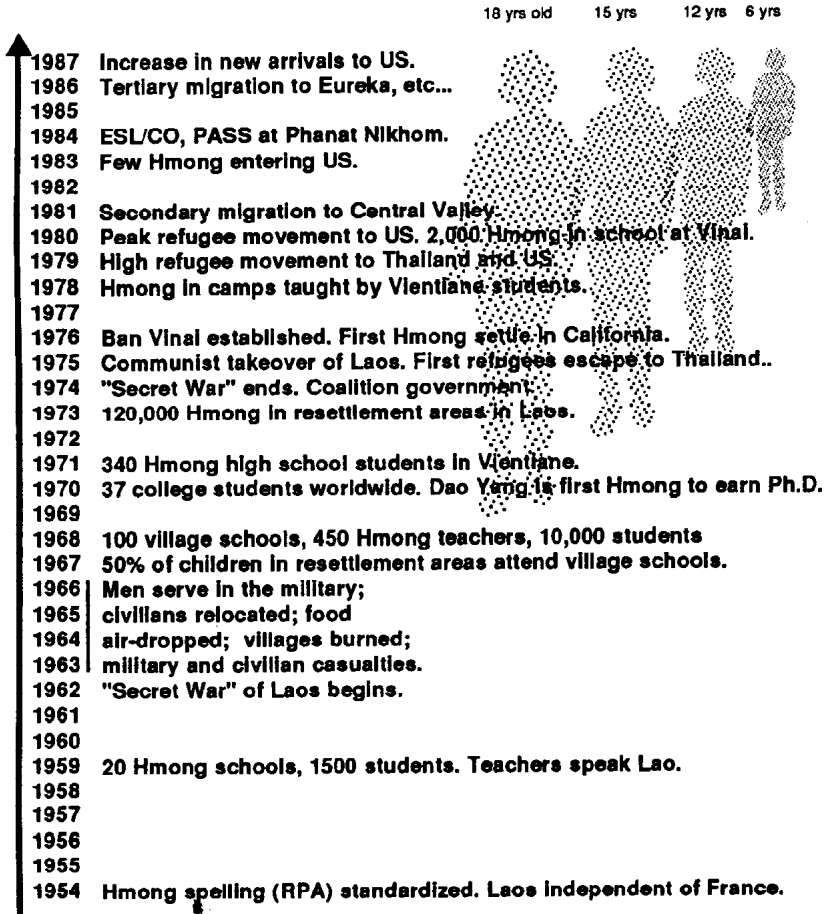 18 yrs old 15 yrs 12 yrs 6 yrs
1987 Increase in new arrivals to US.
1986 Tertiary migration to Eureka, etc...
1985
1984 ESL/CO, PASS at Phanat Nikhom.
1983 Few Hmong entering US.
1982
1981 Secondary migration to Central Valley.
1980 Peak refugee movement to US. 2,000 Hmong in school at Vinai.
1979 High refugee movement to Thailand and US.
1978 Hmong in camps taught by Vientiane students.
1977
1976 Ban Vinai established. First Hmong settle in California.
1975 Communist takeover of Laos. First refugees escape to Thailand..
1974 "Secret War" ends. Coalition government.
1973 120,000 Hmong in resettlement areas in Laos.
1972
1971 340 Hmong high school students in Vientiane.
1970 37 college students worldwide. Dao Yang is first Hmong to earn Ph.D.
1969
1968 100 village schools, 450 Hmong teachers, 10,000 students
1967 50% of children in resettlement areas attend village schools.
1966 Men serve in the military;
1965 civilians relocated; food
1964 air-dropped; villages burned;
1963 military and civilian casualties.
1962 "Secret War" of Laos begins.
1961
1960
1959 20 Hmong schools, 1500 students. Teachers speak Lao.
1958
1957
1956
1955
1954 Hmong spelling (RPA) standardized. Laos independent of France.